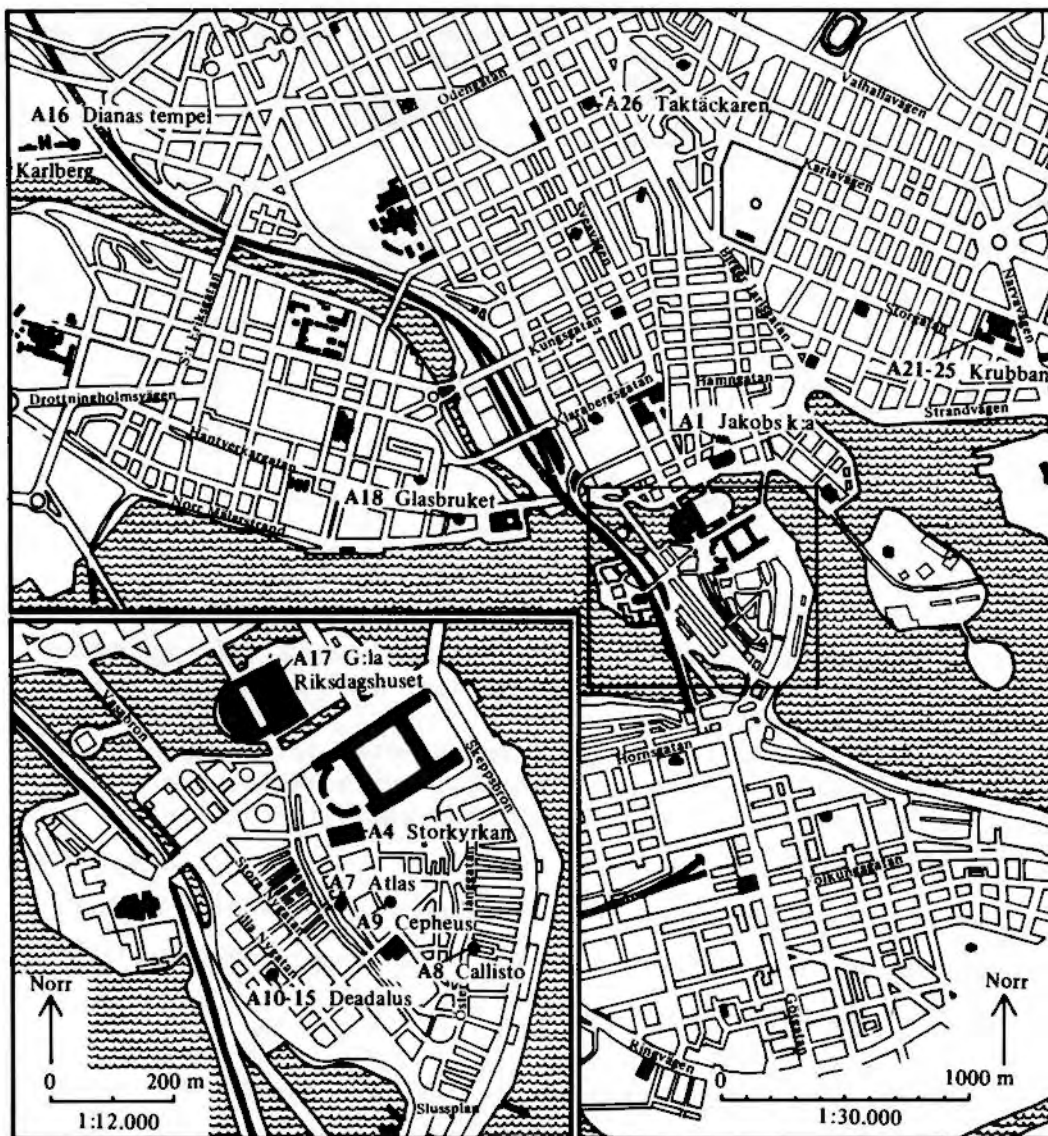 Valhallavägen
Odengatan
A26 Taktäckaren
A16 Dianas tempel
Karlberg
Karlavägen
Sveavägen
Birger Jarlsgatan
Narvavägen
Storgatan
S:t Eriksgatan
Kungsgatan
A21-25 Krubban
Hamngatan
Strandvägen
Drottningholmsvägen
Klarabergsgatan
A1 Jakobs k:a
Hantverkargatan
A18 Glasbruket
Norr Mälarstrand
A17 G:la
Riksdagshuset
Vasabron
Skeppsbron
Hornsgatan
A4 Storkyrkan
Stora Nygatan
A7 Atlas
långgatan
Folkungagatan
A9 Cepheus
Lilla Nygatan
A8 Callisto
Öster
A10-15 Deadalus
Norr
0 200 m
1:12.000
Slussplan
Götgatan
Ringvägen
Norr
0 1000 m
1:30.000